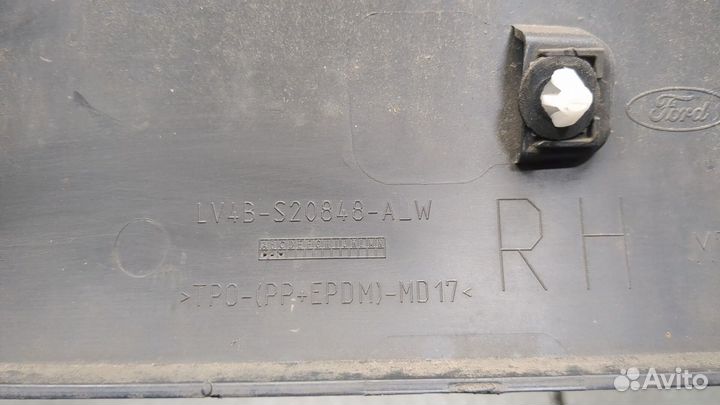 Ford
LV4B-S20848-A_W
RH
>TPO-(PP+EPDM)-MD17<
Avito